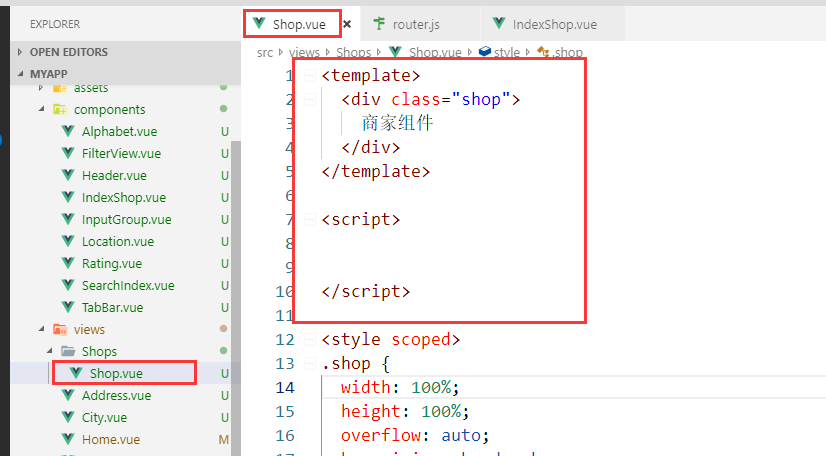 EXPLORER
Shop.vue ×
router.js
IndexShop.vue
OPEN EDITORS
src › views › Shops › Shop.vue › style › .shop
MYAPP
assets
components
Alphabet.vue U
FilterView.vue U
Header.vue U
IndexShop.vue U
InputGroup.vue U
Location.vue U
Rating.vue U
SearchIndex.vue U
TabBar.vue U
views
Shops
Shop.vue U
Address.vue U
City.vue U
Home.vue M
1 <template>
2 <div class="shop">
3 商家组件
4 </div>
5 </template>
6
7 <script>
8
9
10 </script>
11
12 <style scoped>
13 .shop {
14 width: 100%;
15 height: 100%;
16 overflow: auto;